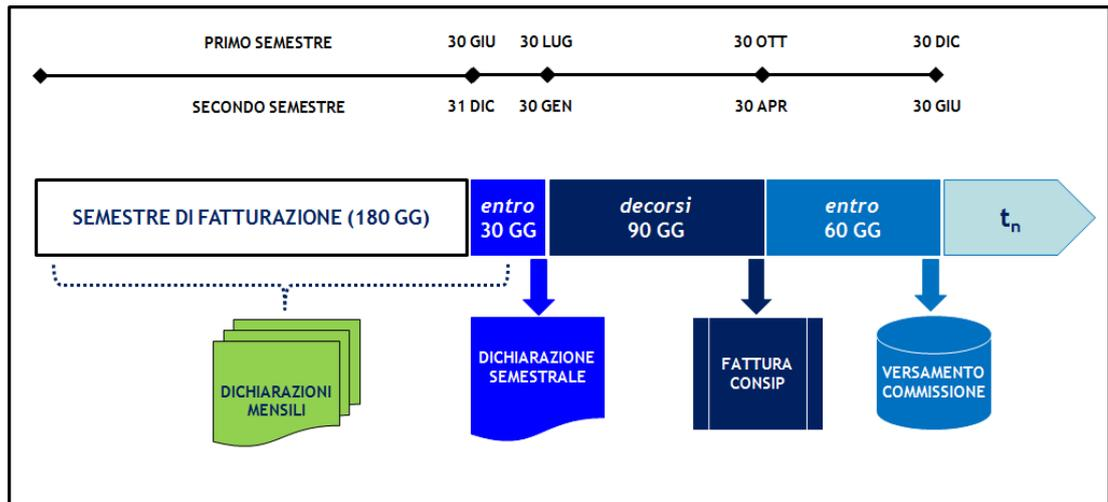 PRIMO SEMESTRE
30 GIU
30 LUG
30 OTT
30 DIC
SECONDO SEMESTRE
31 DIC
30 GEN
30 APR
30 GIU
SEMESTRE DI FATTURAZIONE (180 GG)
entro
30 GG
decorsi
90 GG
entro
60 GG
tn
DICHIARAZIONI
MENSILI
DICHIARAZIONE
SEMESTRALE
FATTURA
CONSIP
VERSAMENTO
COMMISSIONE